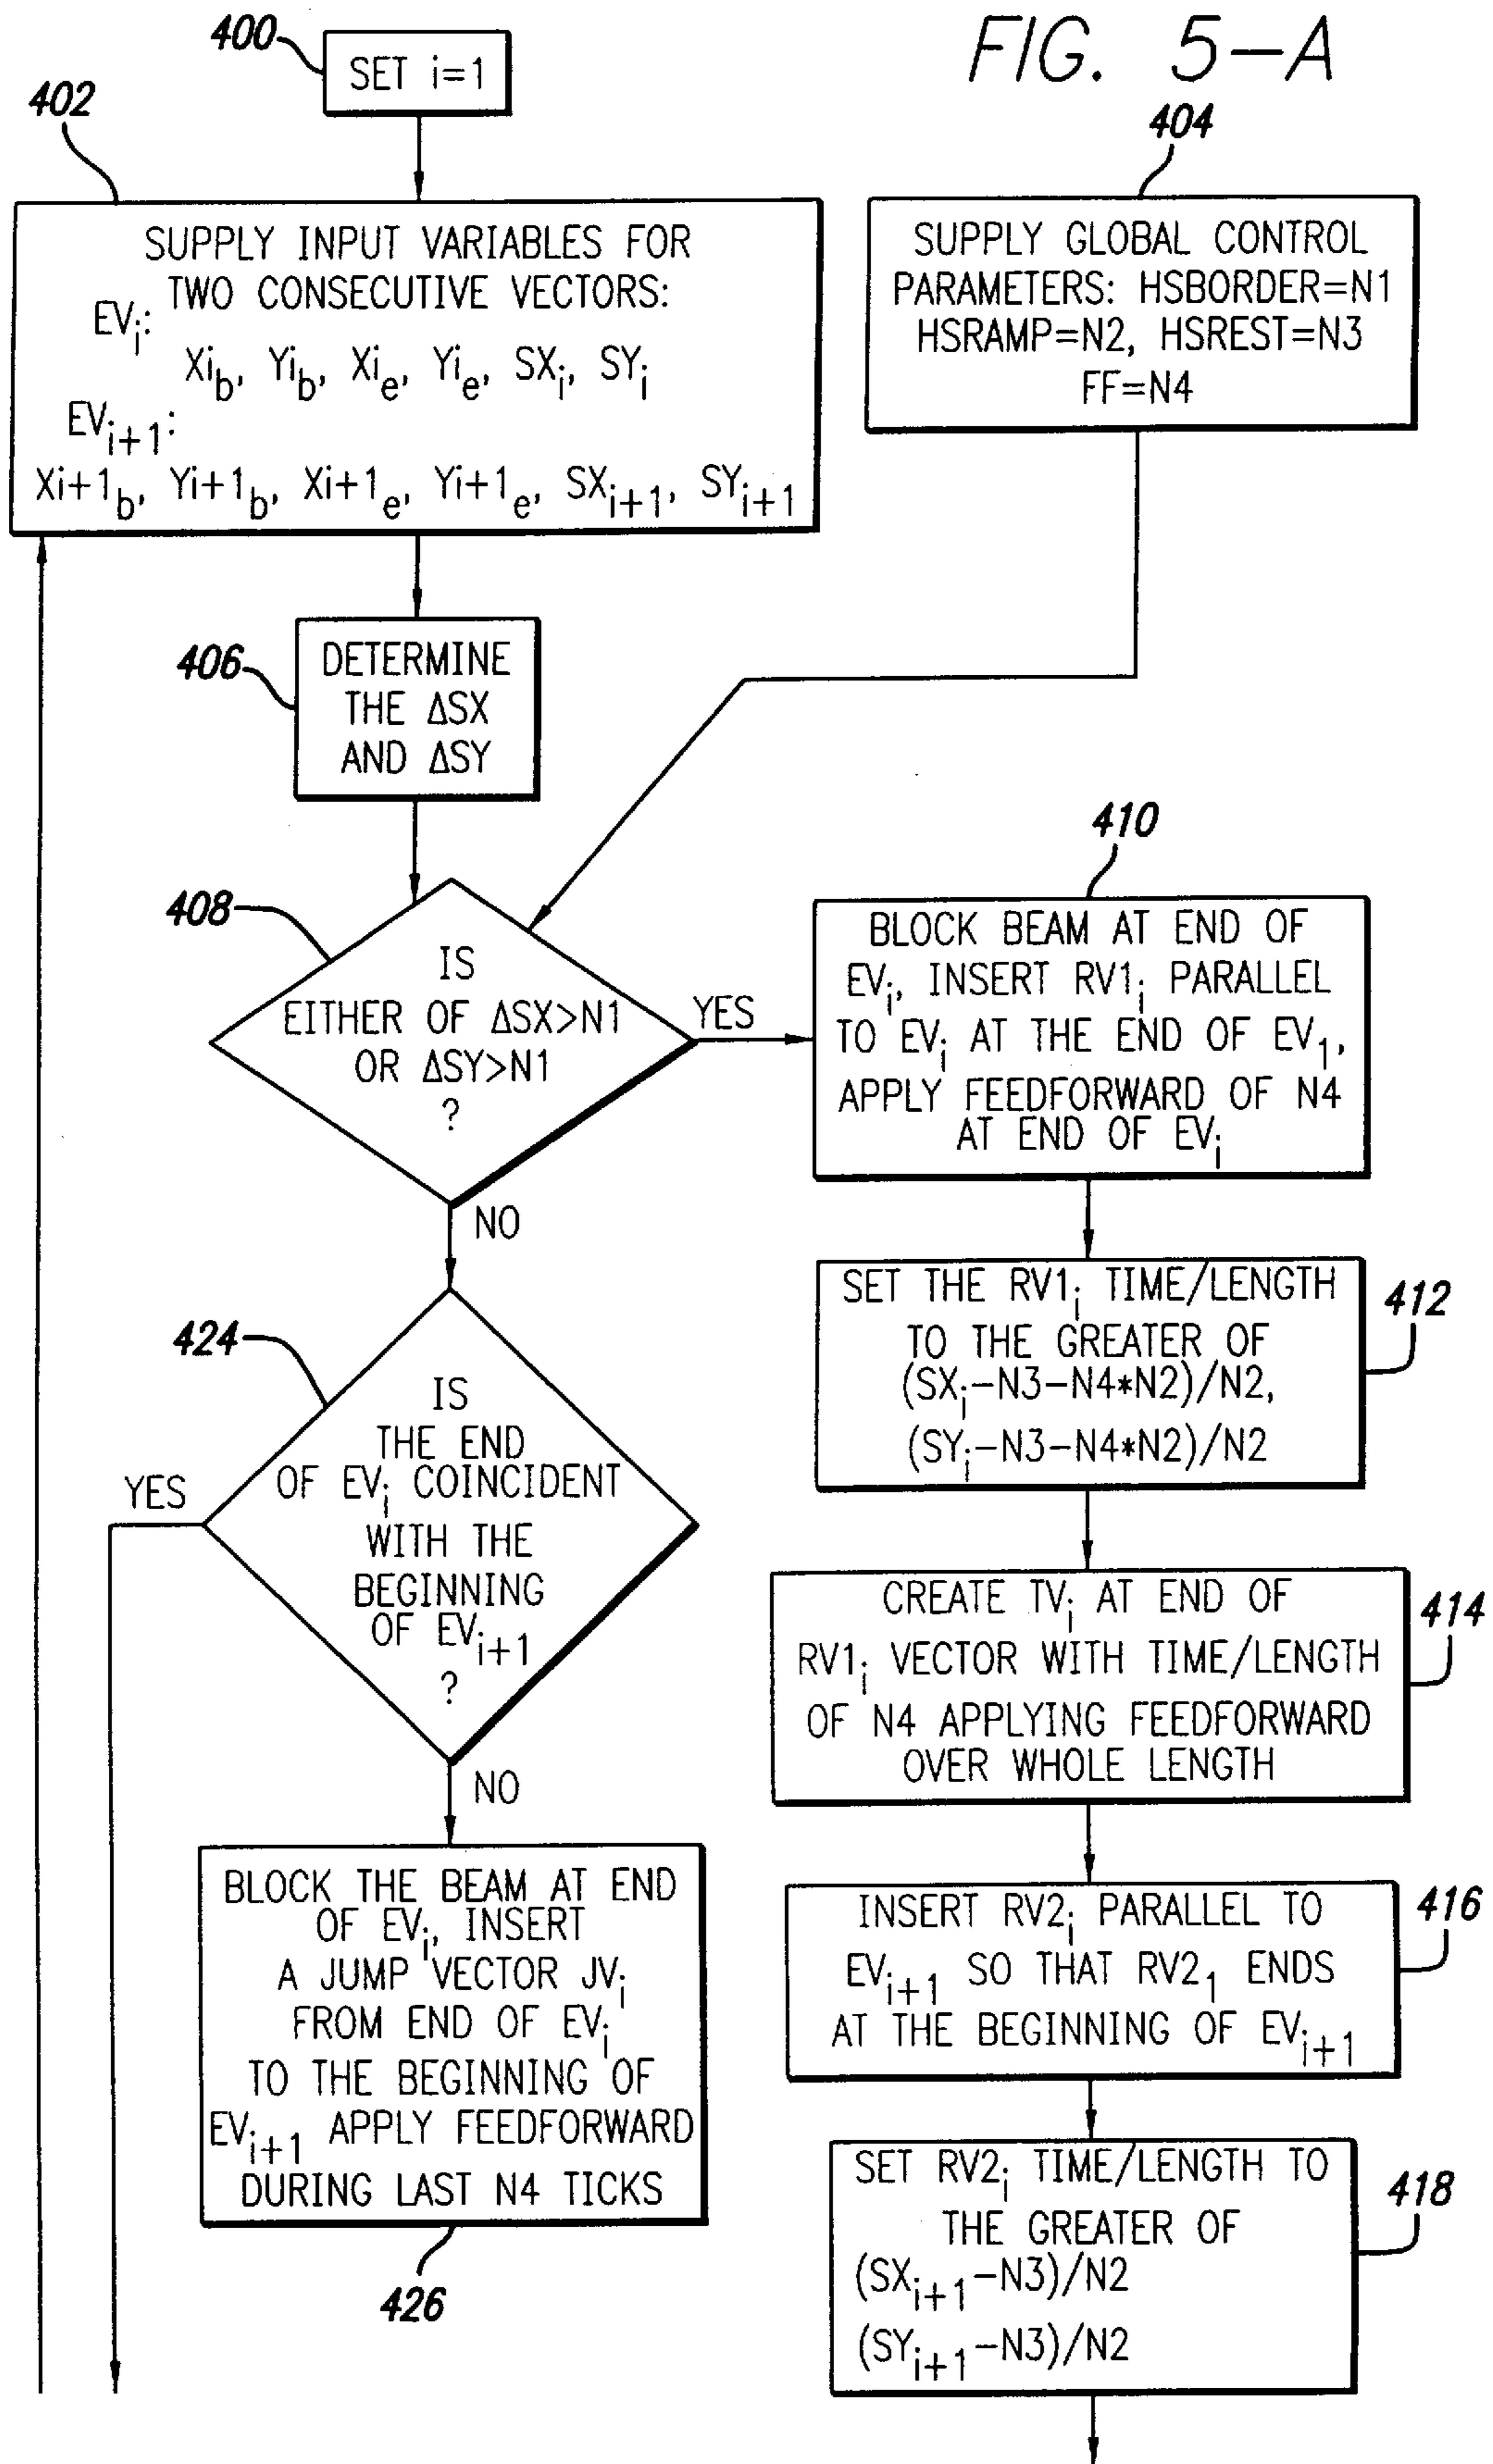 FIG. 5-A
400
SET i=1
402
SUPPLY INPUT VARIABLES FOR
TWO CONSECUTIVE VECTORS:
EVi:
Xib, Yib, Xie, Yie, SXi, SYi
EVi+1:
Xi+1b, Yi+1b, Xi+1e, Yi+1e, SXi+1, SYi+1
404
SUPPLY GLOBAL CONTROL
PARAMETERS: HSBORDER=N1
HSRAMP=N2, HSREST=N3
FF=N4
406
DETERMINE
THE ΔSX
AND ΔSY
408
IS
EITHER OF ΔSX>N1
OR ΔSY>N1
?
YES
NO
410
BLOCK BEAM AT END OF
EVi, INSERT RV1i PARALLEL
TO EVi AT THE END OF EV1,
APPLY FEEDFORWARD OF N4
AT END OF EVi
412
SET THE RV1i TIME/LENGTH
TO THE GREATER OF
(SXi-N3-N4*N2)/N2,
(SYi-N3-N4*N2)/N2
414
CREATE TVi AT END OF
RV1i VECTOR WITH TIME/LENGTH
OF N4 APPLYING FEEDFORWARD
OVER WHOLE LENGTH
416
INSERT RV2i PARALLEL TO
EVi+1 SO THAT RV21 ENDS
AT THE BEGINNING OF EVi+1
418
SET RV2i TIME/LENGTH TO
THE GREATER OF
(SXi+1-N3)/N2
(SYi+1-N3)/N2
424
IS
THE END
OF EVi COINCIDENT
WITH THE
BEGINNING
OF EVi+1
?
YES
NO
BLOCK THE BEAM AT END
OF EVi, INSERT
A JUMP VECTOR JVi
FROM END OF EVi
TO THE BEGINNING OF
EVi+1 APPLY FEEDFORWARD
DURING LAST N4 TICKS
426